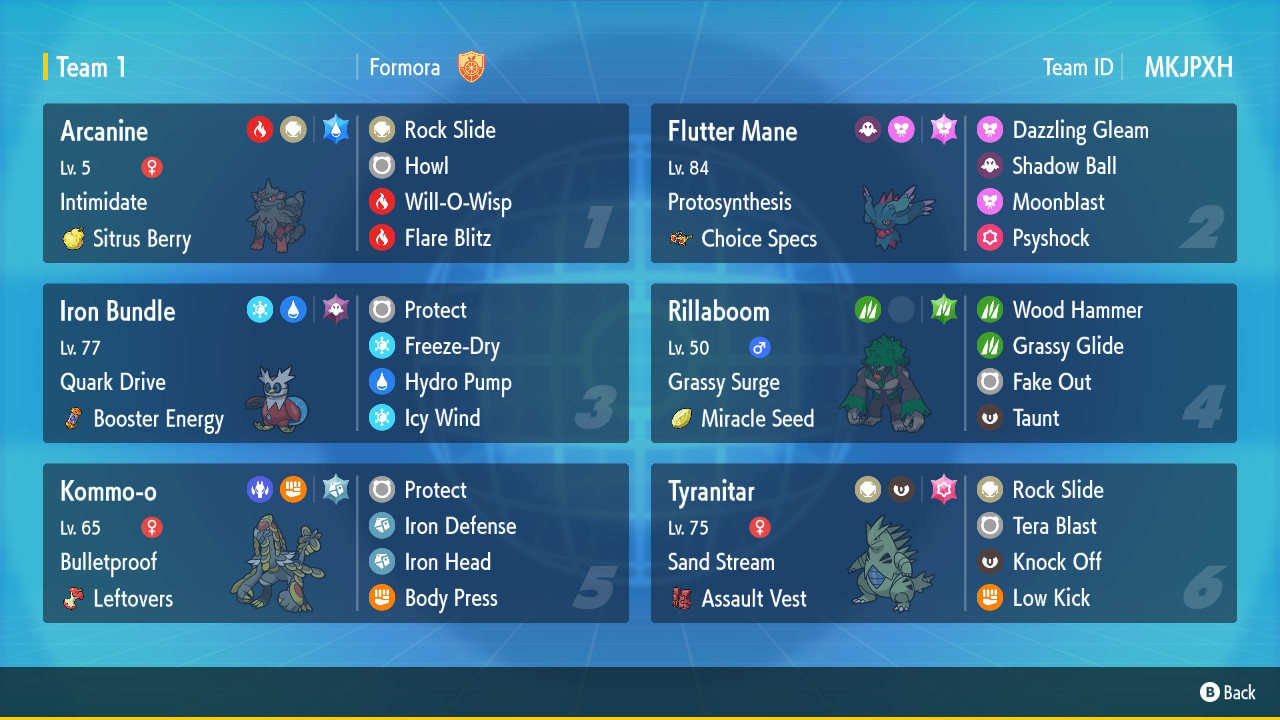 Team 1
Formora
Team ID
MKJPXH
Arcanine
Lv. 5
Intimidate
Sitrus Berry
Rock Slide
Howl
Will-O-Wisp
Flare Blitz
1
Flutter Mane
Lv. 84
Protosynthesis
Choice Specs
Dazzling Gleam
Shadow Ball
Moonblast
Psyshock
2
Iron Bundle
Lv. 77
Quark Drive
Booster Energy
Protect
Freeze-Dry
Hydro Pump
Icy Wind
3
Rillaboom
Lv. 50
Grassy Surge
Miracle Seed
Wood Hammer
Grassy Glide
Fake Out
Taunt
4
Kommo-o
Lv. 65
Bulletproof
Leftovers
Protect
Iron Defense
Iron Head
Body Press
5
Tyranitar
Lv. 75
Sand Stream
Assault Vest
Rock Slide
Tera Blast
Knock Off
Low Kick
6
B Back